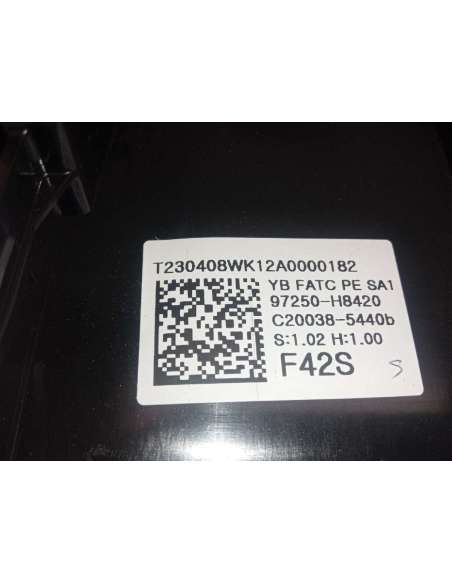 T230408WK12A0000182
YB FATC PE SA1
97250-H8420
C20038-5440b
S:1.02 H:1.00
F42S
S